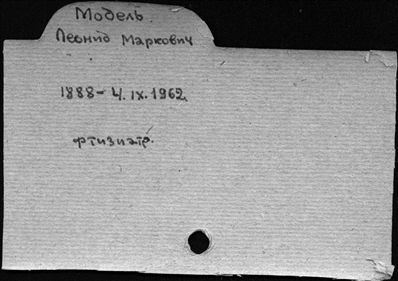 Модель.
Леонид Маркович
1888 - 4.IX.1962.
фтизиатр.